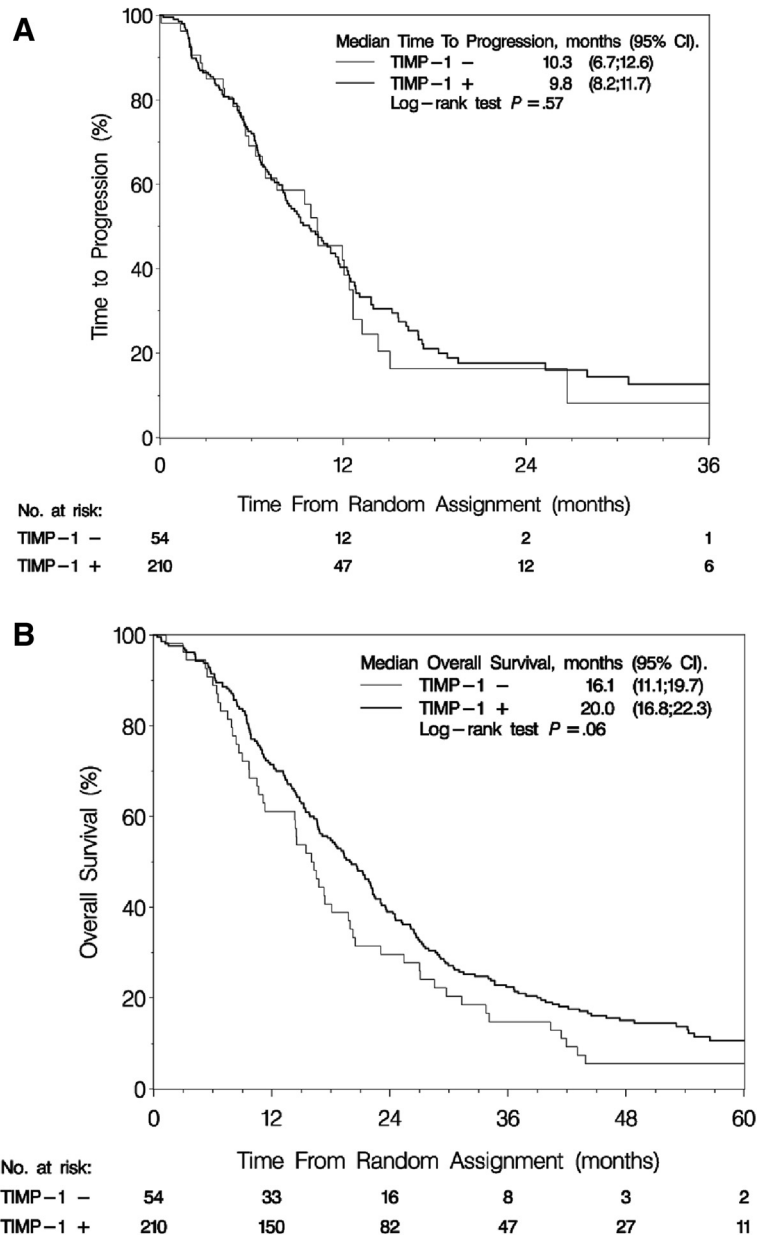 A
Median Time To Progression, months (95% CI).
TIMP−1 − 10.3 (6.7;12.6)
TIMP−1 + 9.8 (8.2;11.7)
Log−rank test P =.57
Time to Progression (%)
100
80
60
40
20
0
0 12 24 36
Time From Random Assignment (months)
No. at risk:
TIMP−1 − 54 12 2 1
TIMP−1 + 210 47 12 6
B
Median Overall Survival, months (95% CI).
TIMP−1 − 16.1 (11.1;19.7)
TIMP−1 + 20.0 (16.8;22.3)
Log−rank test P =.06
Overall Survival (%)
100
80
60
40
20
0
0 12 24 36 48 60
Time From Random Assignment (months)
No. at risk:
TIMP−1 − 54 33 16 8 3 2
TIMP−1 + 210 150 82 47 27 11